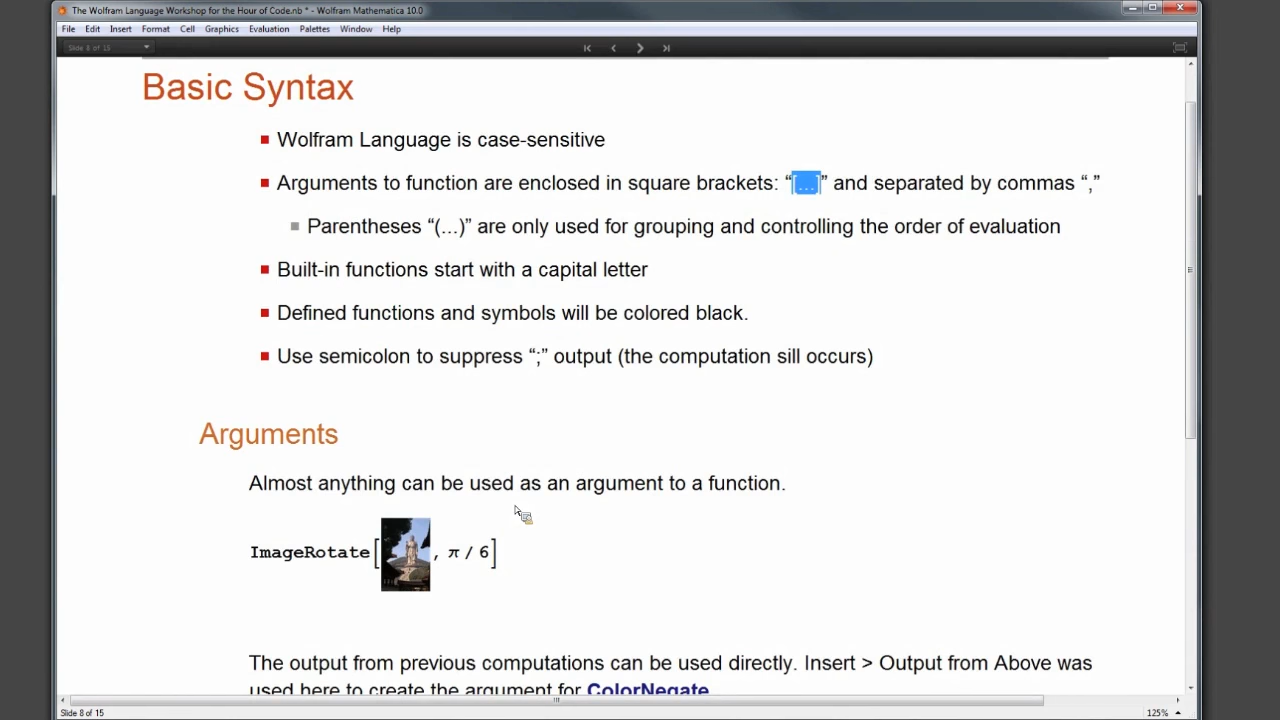 The Wolfram Language Workshop for the Hour of Code.nb * - Wolfram Mathematica 10.0
File Edit Insert Format Cell Graphics Evaluation Palettes Window Help
Slide 8 of 15
Basic Syntax
Wolfram Language is case-sensitive
Arguments to function are enclosed in square brackets: “[...]” and separated by commas “,”
Parentheses “(...)” are only used for grouping and controlling the order of evaluation
Built-in functions start with a capital letter
Defined functions and symbols will be colored black.
Use semicolon to suppress “;” output (the computation sill occurs)
Arguments
Almost anything can be used as an argument to a function.
ImageRotate[ , π / 6]
The output from previous computations can be used directly. Insert > Output from Above was
used here to create the argument for ColorNegate
Slide 8 of 15
125%